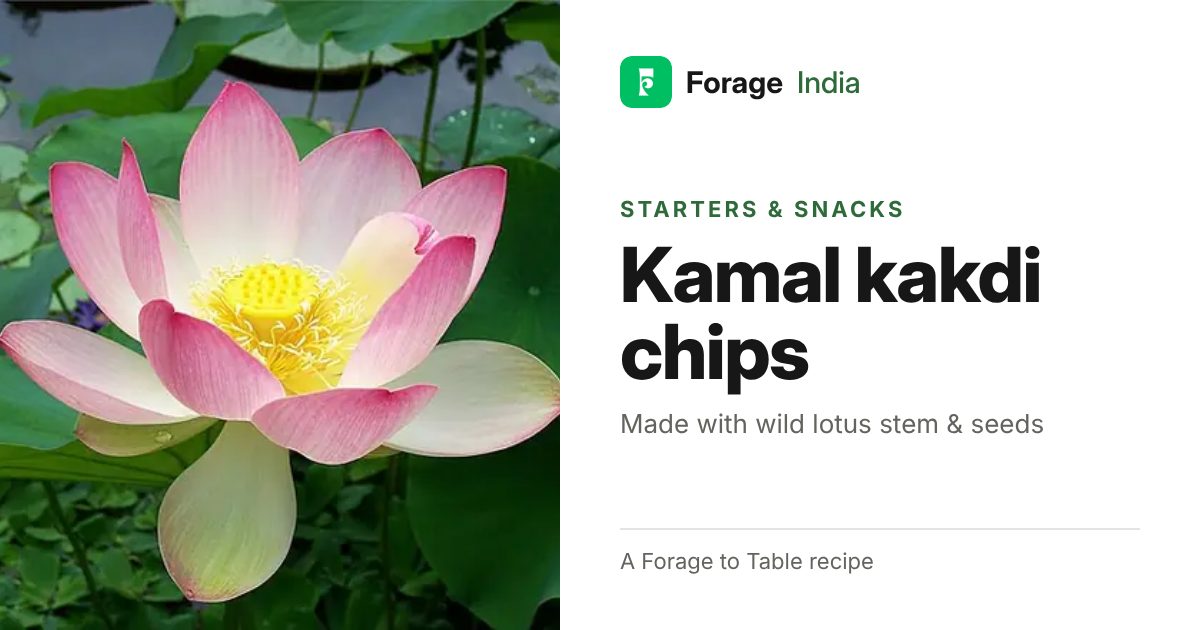 Forage India
STARTERS & SNACKS
Kamal kakdi
chips
Made with wild lotus stem & seeds
A Forage to Table recipe